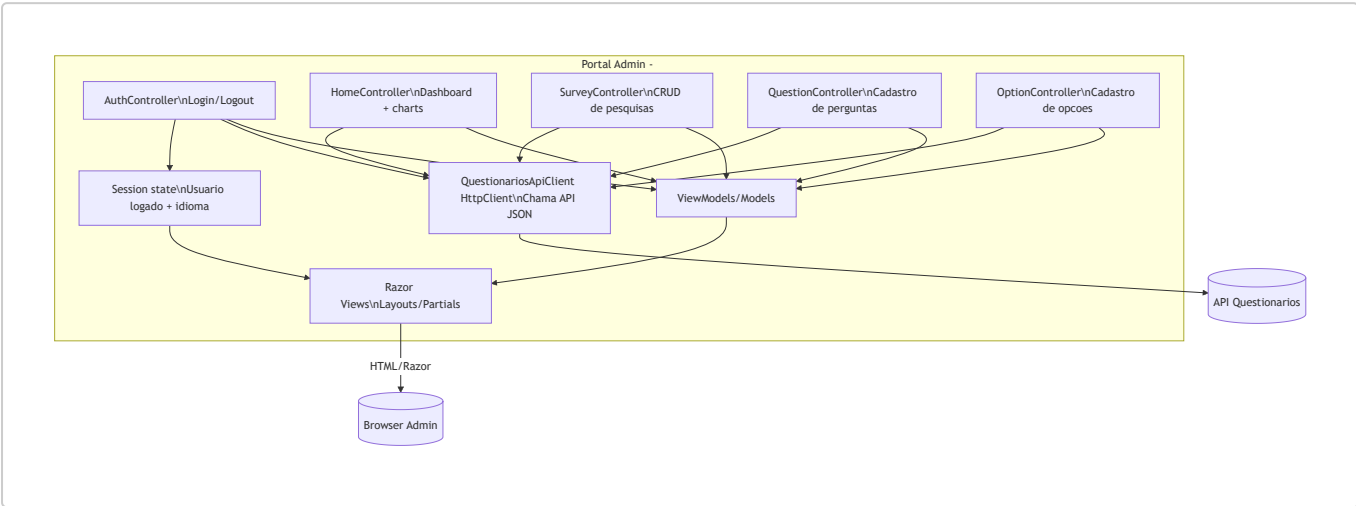 Portal Admin -
AuthController\nLogin/Logout
HomeController\nDashboard
+ charts
SurveyController\nCRUD
de pesquisas
QuestionController\nCadastro
de perguntas
OptionController\nCadastro
de opcoes
Session state\nUsuario
logado + idioma
QuestionariosApiClient
HttpClient\nChama API
JSON
ViewModels/Models
Razor
Views\nLayouts/Partials
API Questionarios
HTML/Razor
Browser Admin